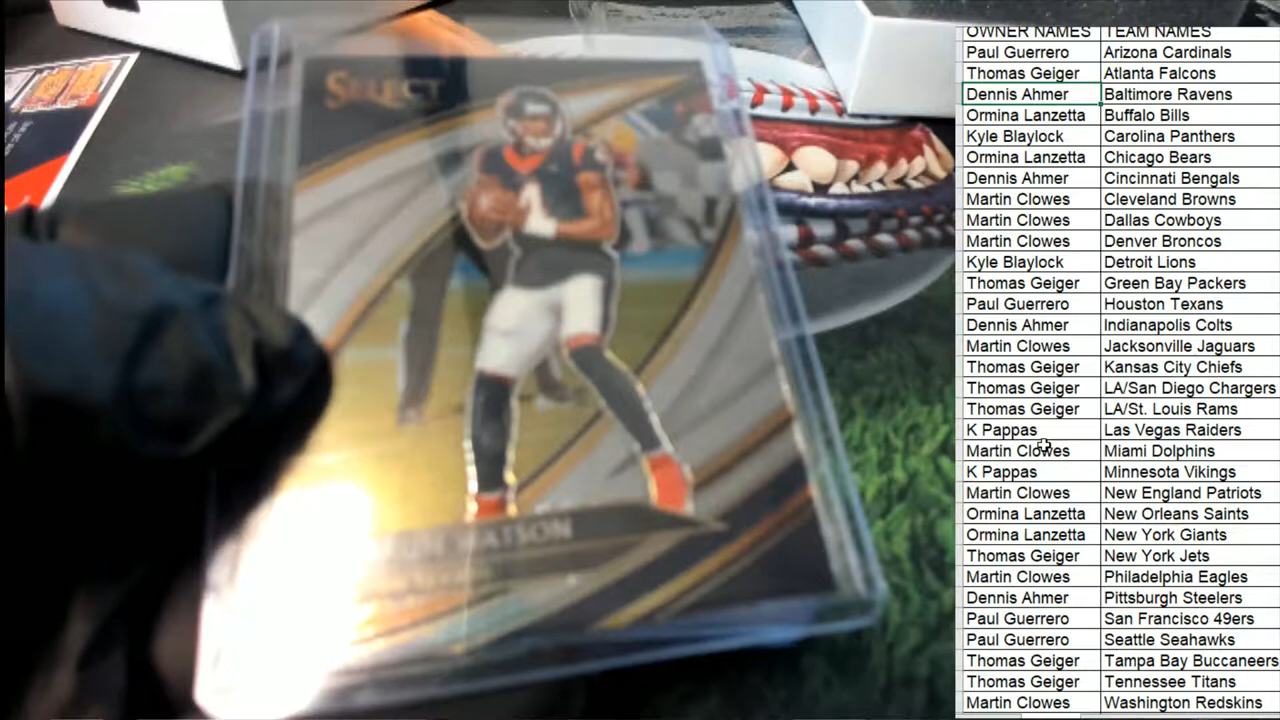 SELECT
OWNER NAMES TEAM NAMES
Paul Guerrero Arizona Cardinals
Thomas Geiger Atlanta Falcons
Dennis Ahmer Baltimore Ravens
Ormina Lanzetta Buffalo Bills
Kyle Blaylock Carolina Panthers
Ormina Lanzetta Chicago Bears
Dennis Ahmer Cincinnati Bengals
Martin Clowes Cleveland Browns
Martin Clowes Dallas Cowboys
Martin Clowes Denver Broncos
Kyle Blaylock Detroit Lions
Thomas Geiger Green Bay Packers
Paul Guerrero Houston Texans
Dennis Ahmer Indianapolis Colts
Martin Clowes Jacksonville Jaguars
Thomas Geiger Kansas City Chiefs
Thomas Geiger LA/San Diego Chargers
Thomas Geiger LA/St. Louis Rams
K Pappas Las Vegas Raiders
Martin Clowes Miami Dolphins
K Pappas Minnesota Vikings
Martin Clowes New England Patriots
Ormina Lanzetta New Orleans Saints
Ormina Lanzetta New York Giants
Thomas Geiger New York Jets
Martin Clowes Philadelphia Eagles
Dennis Ahmer Pittsburgh Steelers
Paul Guerrero San Francisco 49ers
Paul Guerrero Seattle Seahawks
Thomas Geiger Tampa Bay Buccaneers
Thomas Geiger Tennessee Titans
Martin Clowes Washington Redskins